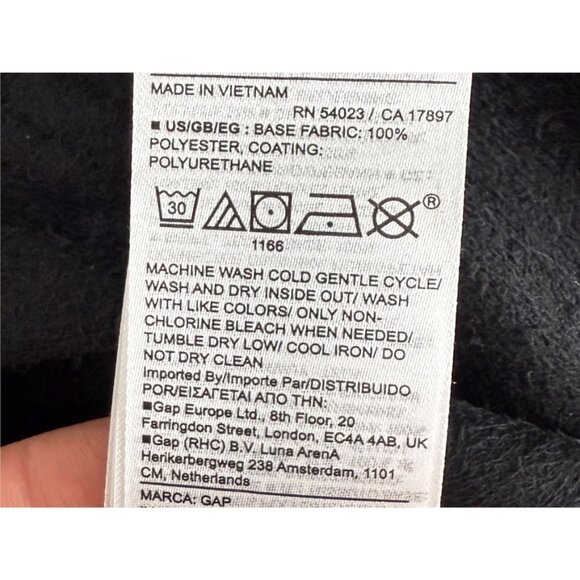 MADE IN VIETNAM
RN 54023 / CA 17897
■ US/GB/EG : BASE FABRIC: 100%
POLYESTER, COATING:
POLYURETHANE
30
®
1166
MACHINE WASH COLD GENTLE CYCLE/
WASH AND DRY INSIDE OUT/ WASH
WITH LIKE COLORS/ ONLY NON-
CHLORINE BLEACH WHEN NEEDED/
TUMBLE DRY LOW/ COOL IRON/ DO
NOT DRY CLEAN
Imported By/Importe Par/DISTRIBUIDO
POR/ΕΙΣΑΓΕΤΑΙ ΑΠΟ ΤΗΝ:
■Gap Europe Ltd., 8th Floor, 20
Farringdon Street, London, EC4A 4AB, UK
■Gap (RHC) B.V. Luna ArenA
Herikerbergweg 238 Amsterdam, 1101
CM, Netherlands
MARCA: GAP